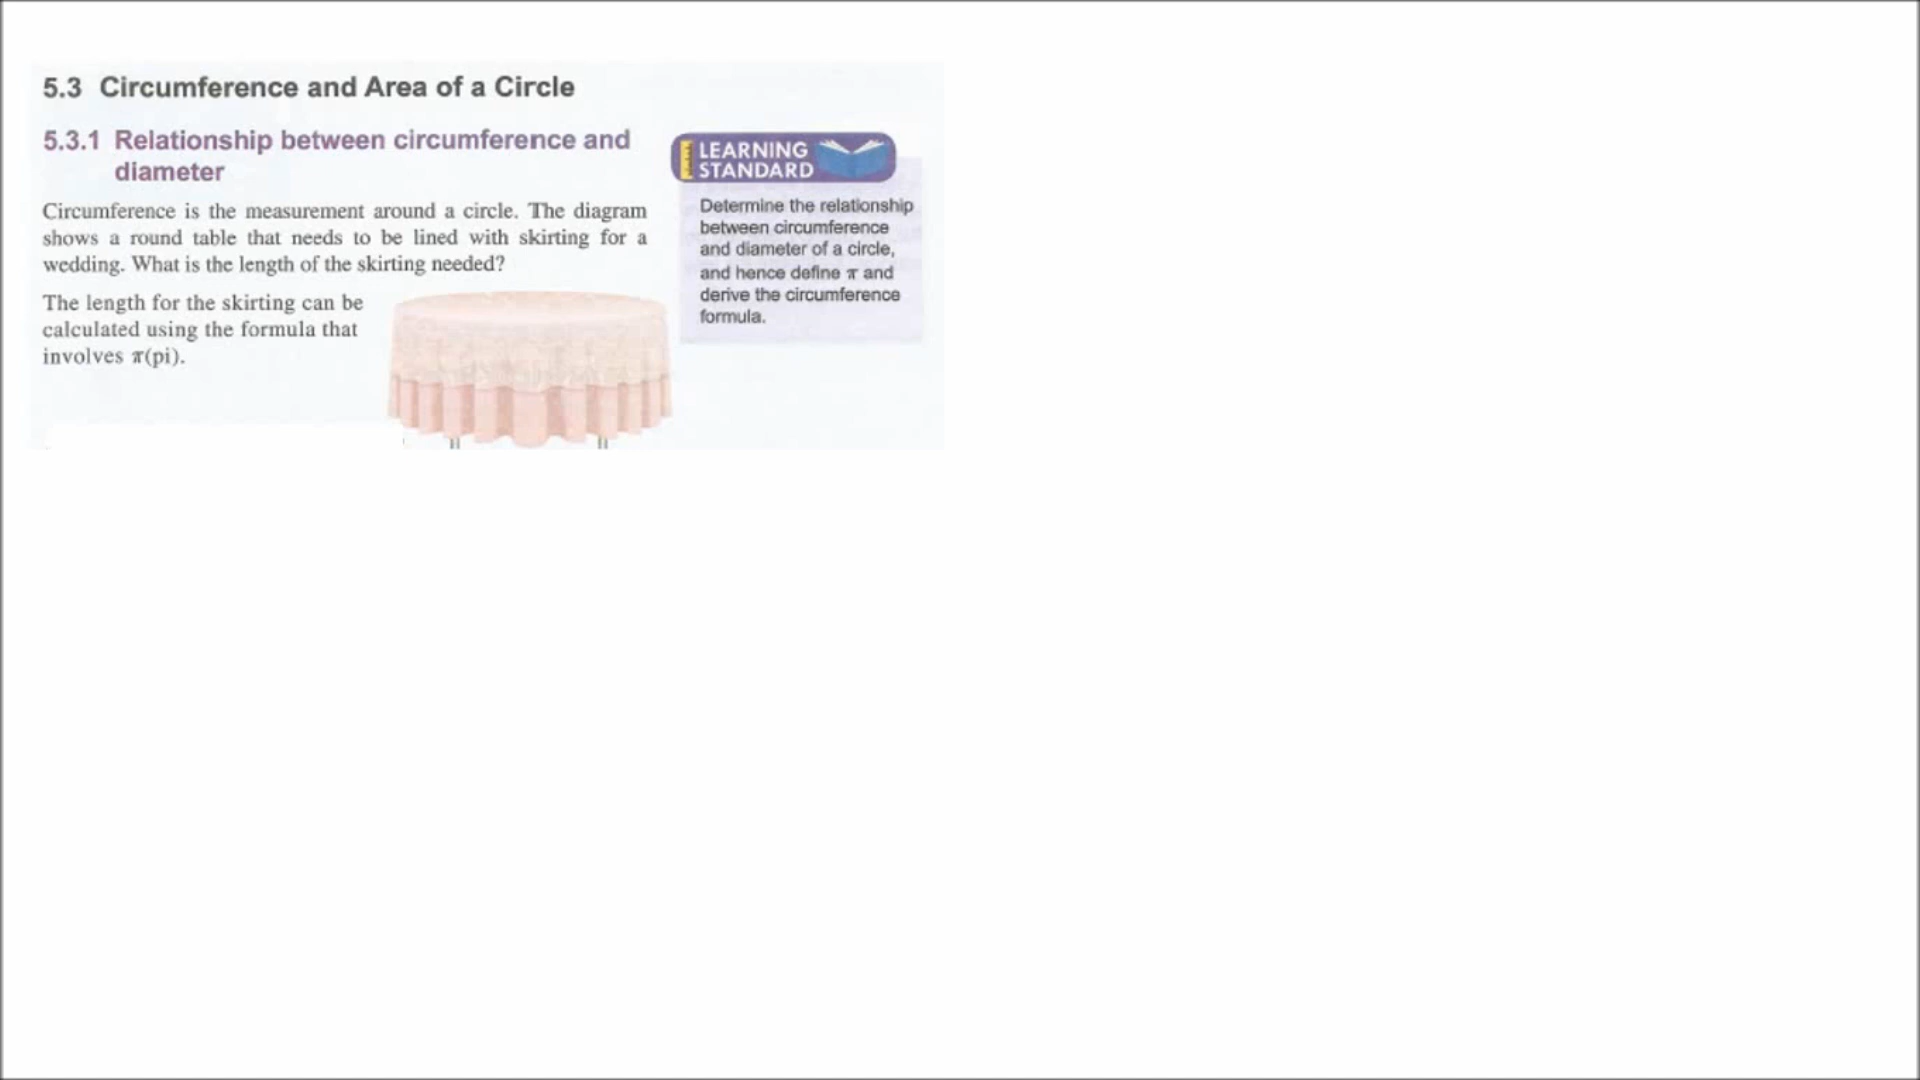 5.3 Circumference and Area of a Circle
5.3.1 Relationship between circumference and
diameter
Circumference is the measurement around a circle. The diagram
shows a round table that needs to be lined with skirting for a
wedding. What is the length of the skirting needed?
The length for the skirting can be
calculated using the formula that
involves π(pi).
LEARNING
STANDARD
Determine the relationship
between circumference
and diameter of a circle,
and hence define π and
derive the circumference
formula.